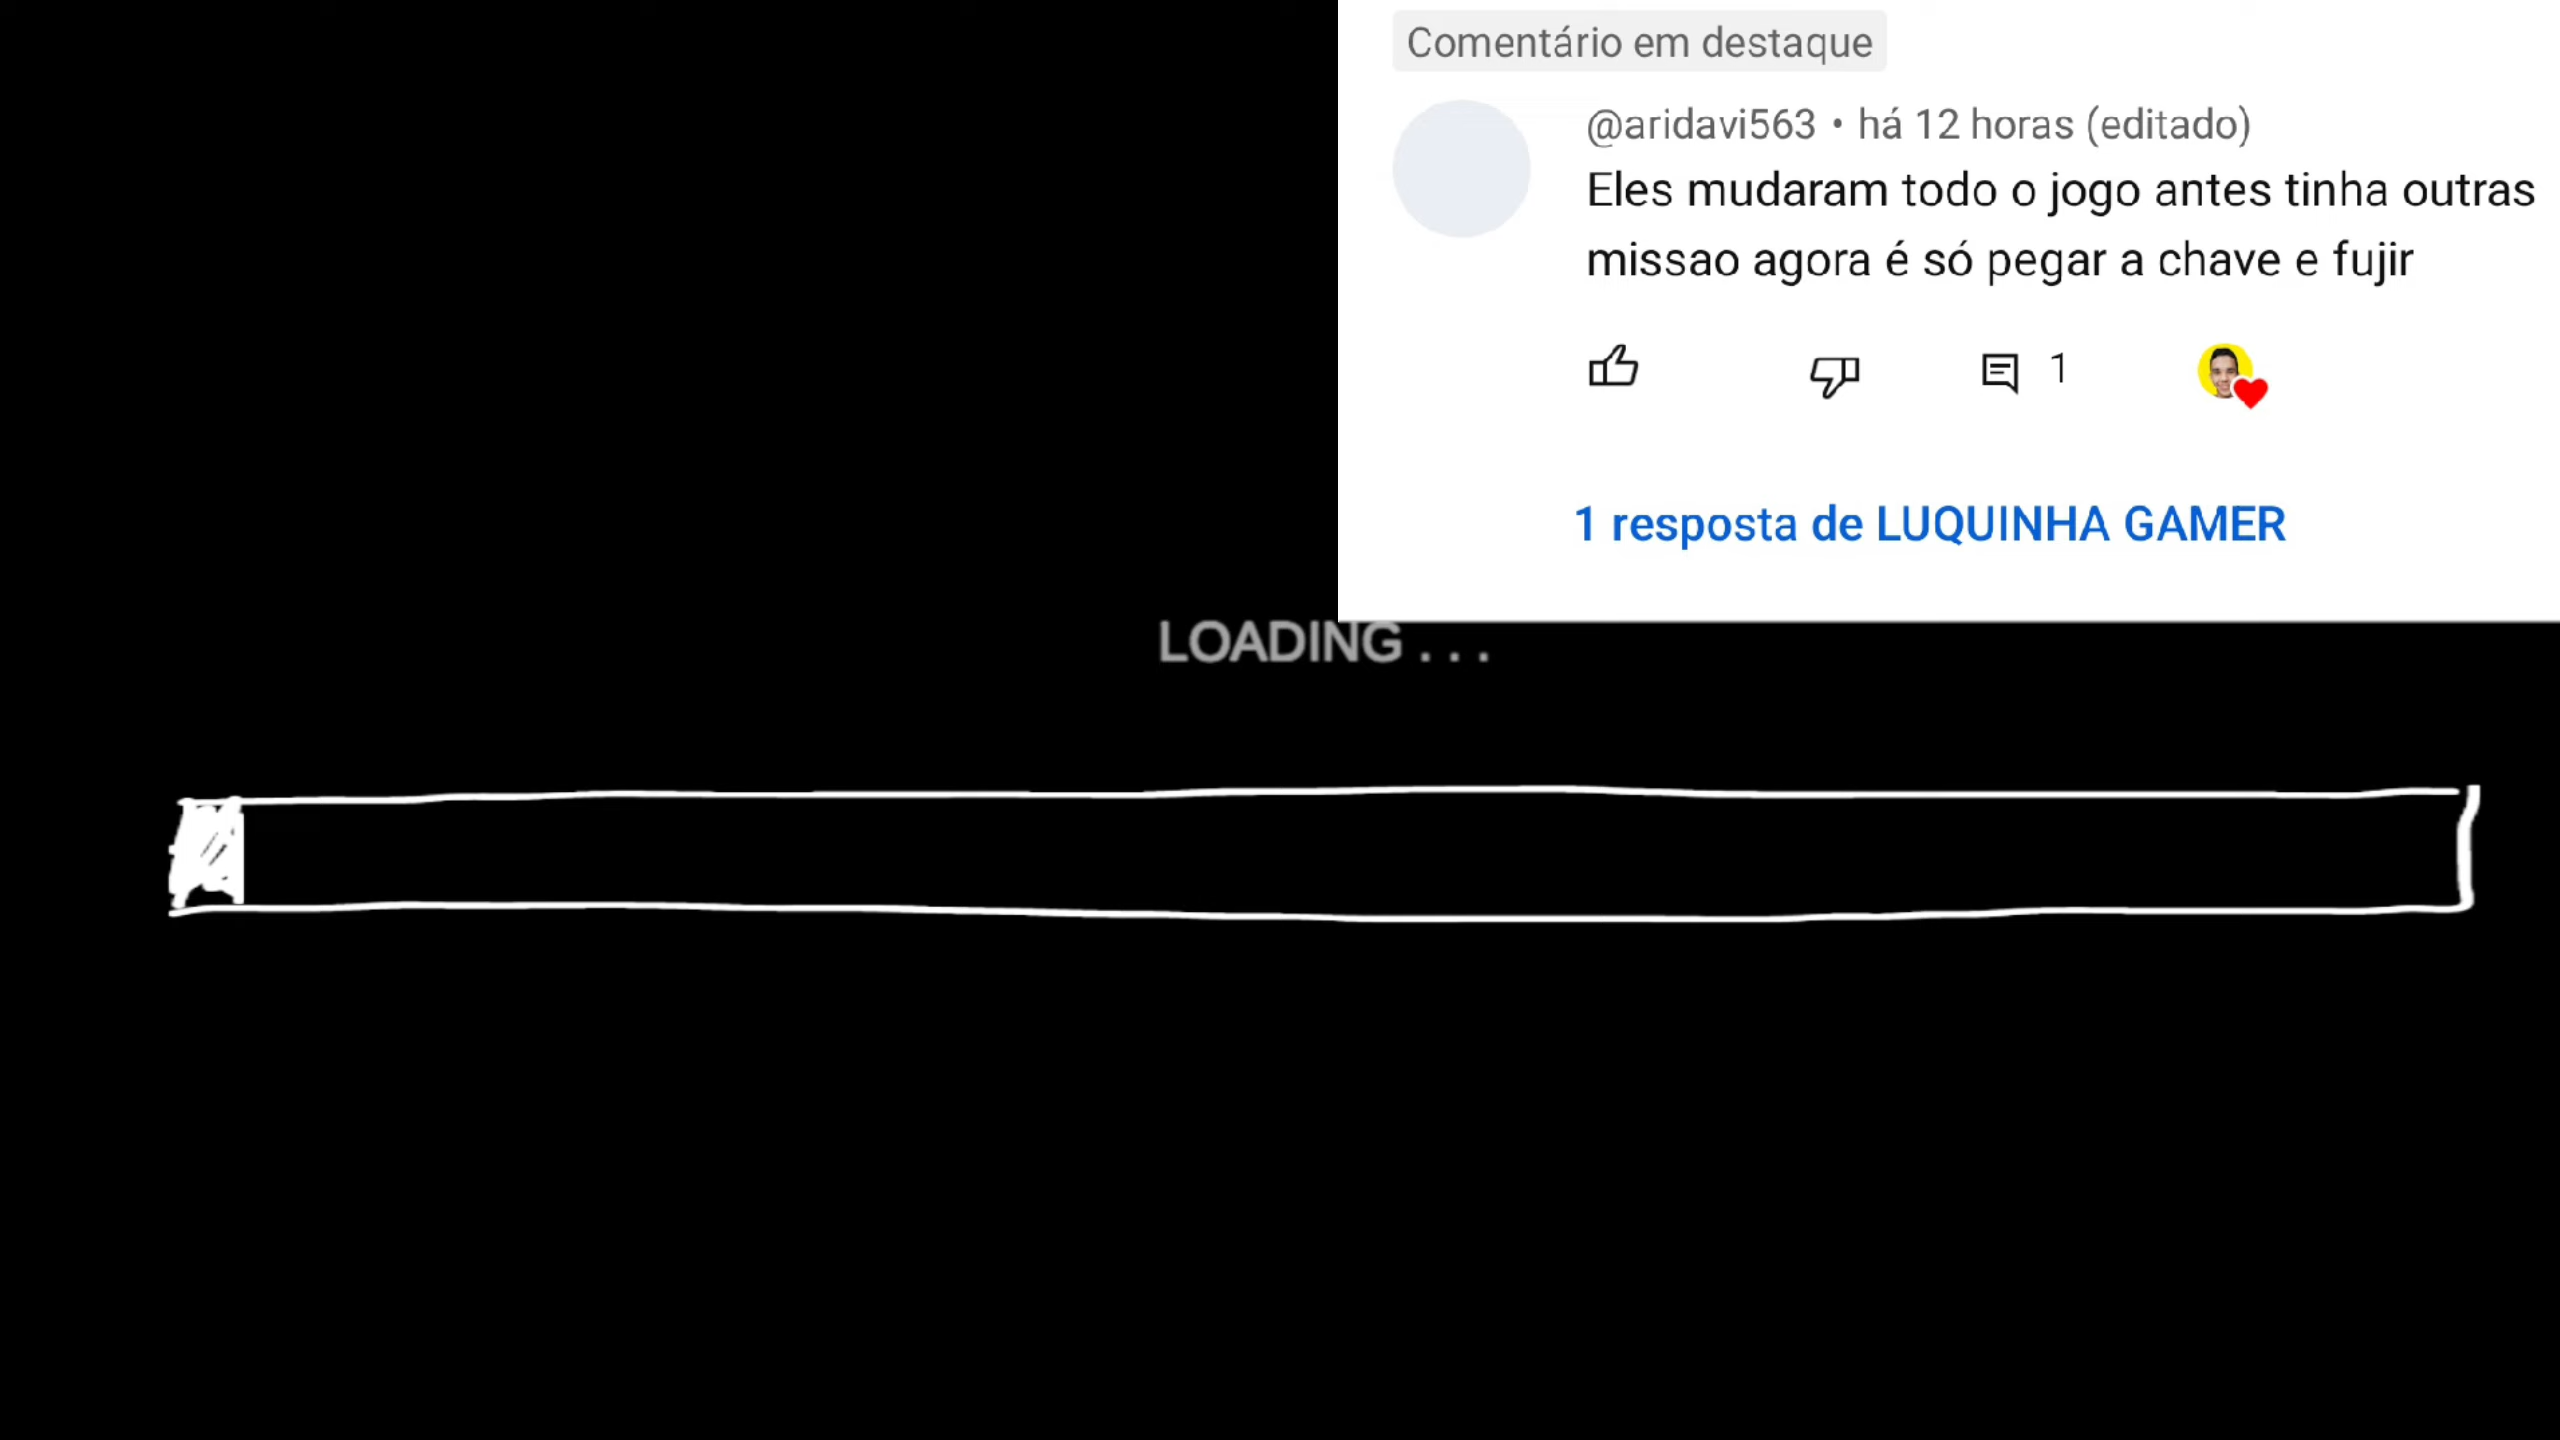 Comentário em destaque
@aridavi563 • há 12 horas (editado)
Eles mudaram todo o jogo antes tinha outras
missao agora é só pegar a chave e fujir
1
1 resposta de LUQUINHA GAMER
LOADING . . .